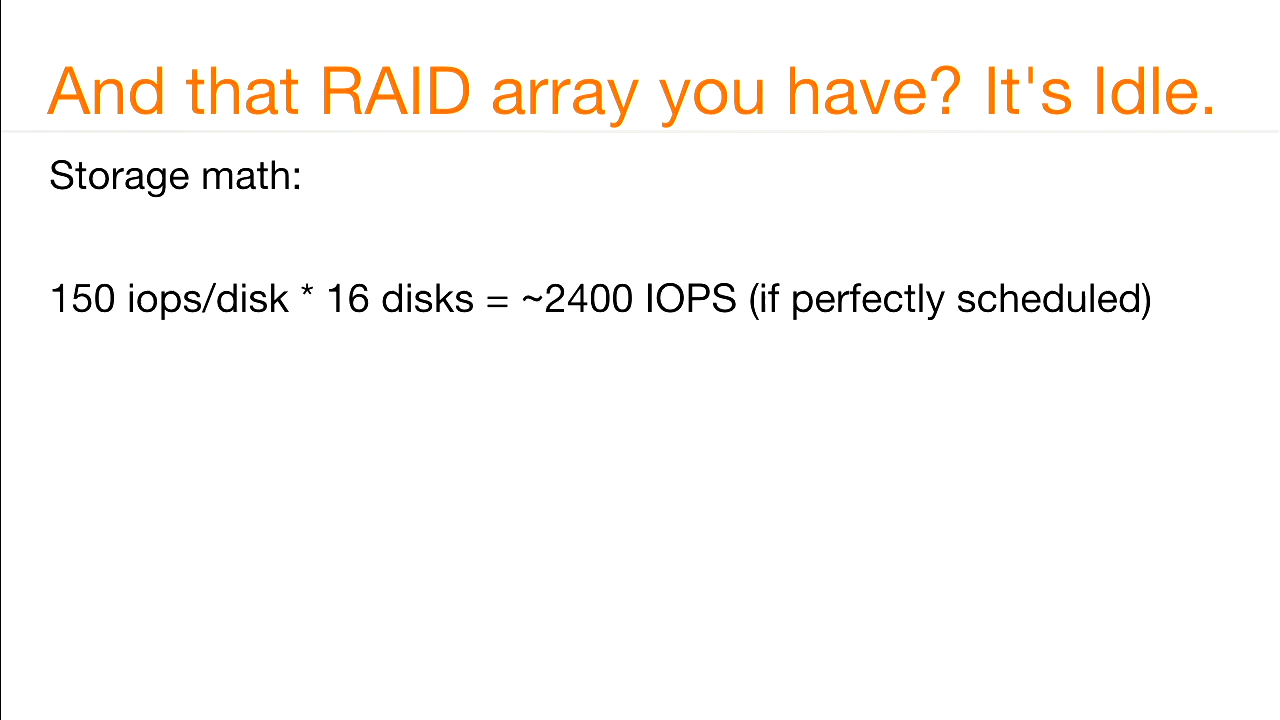 And that RAID array you have? It's Idle.
Storage math:
150 iops/disk * 16 disks = ~2400 IOPS (if perfectly scheduled)